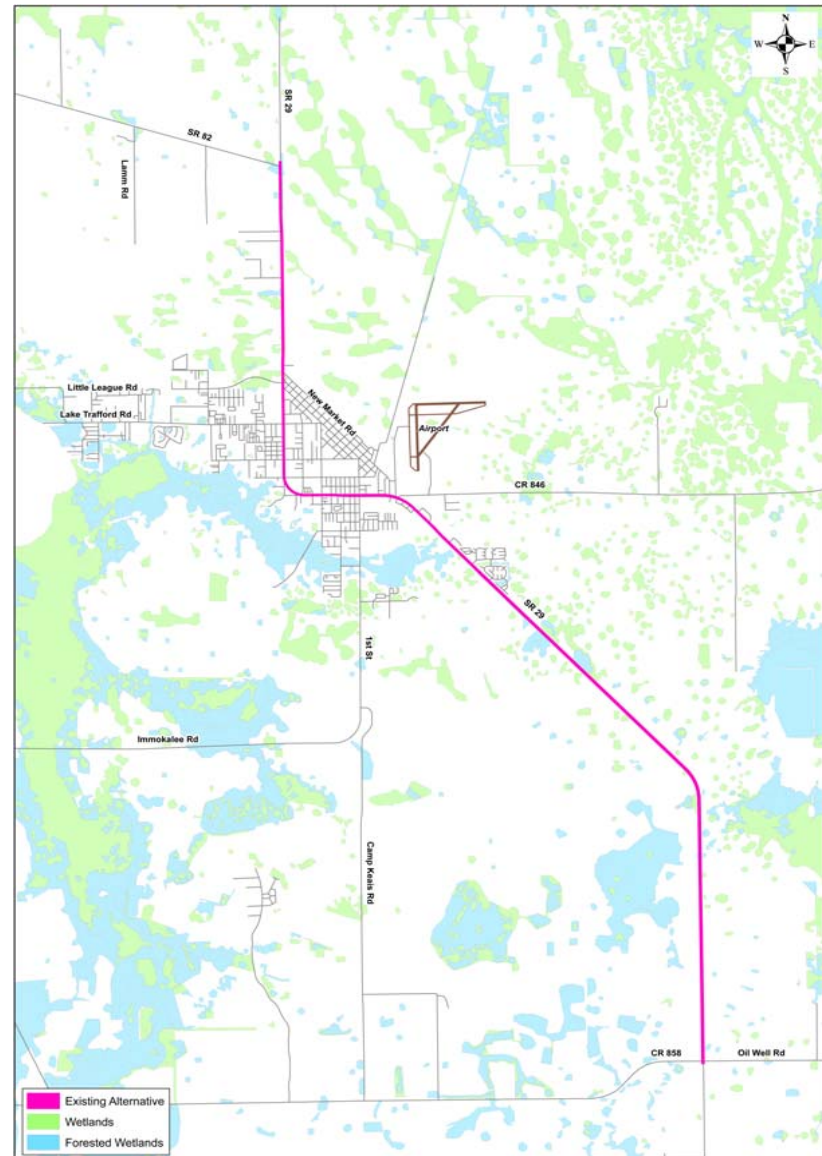 N
W E
S
SR 29
SR 82
Lamm Rd
Little League Rd
New Market Rd
Lake Trafford Rd
Airport
CR 846
SR 29
1st St
Immokalee Rd
Camp Keais Rd
CR 858
Oil Well Rd
Existing Alternative
Wetlands
Forested Wetlands